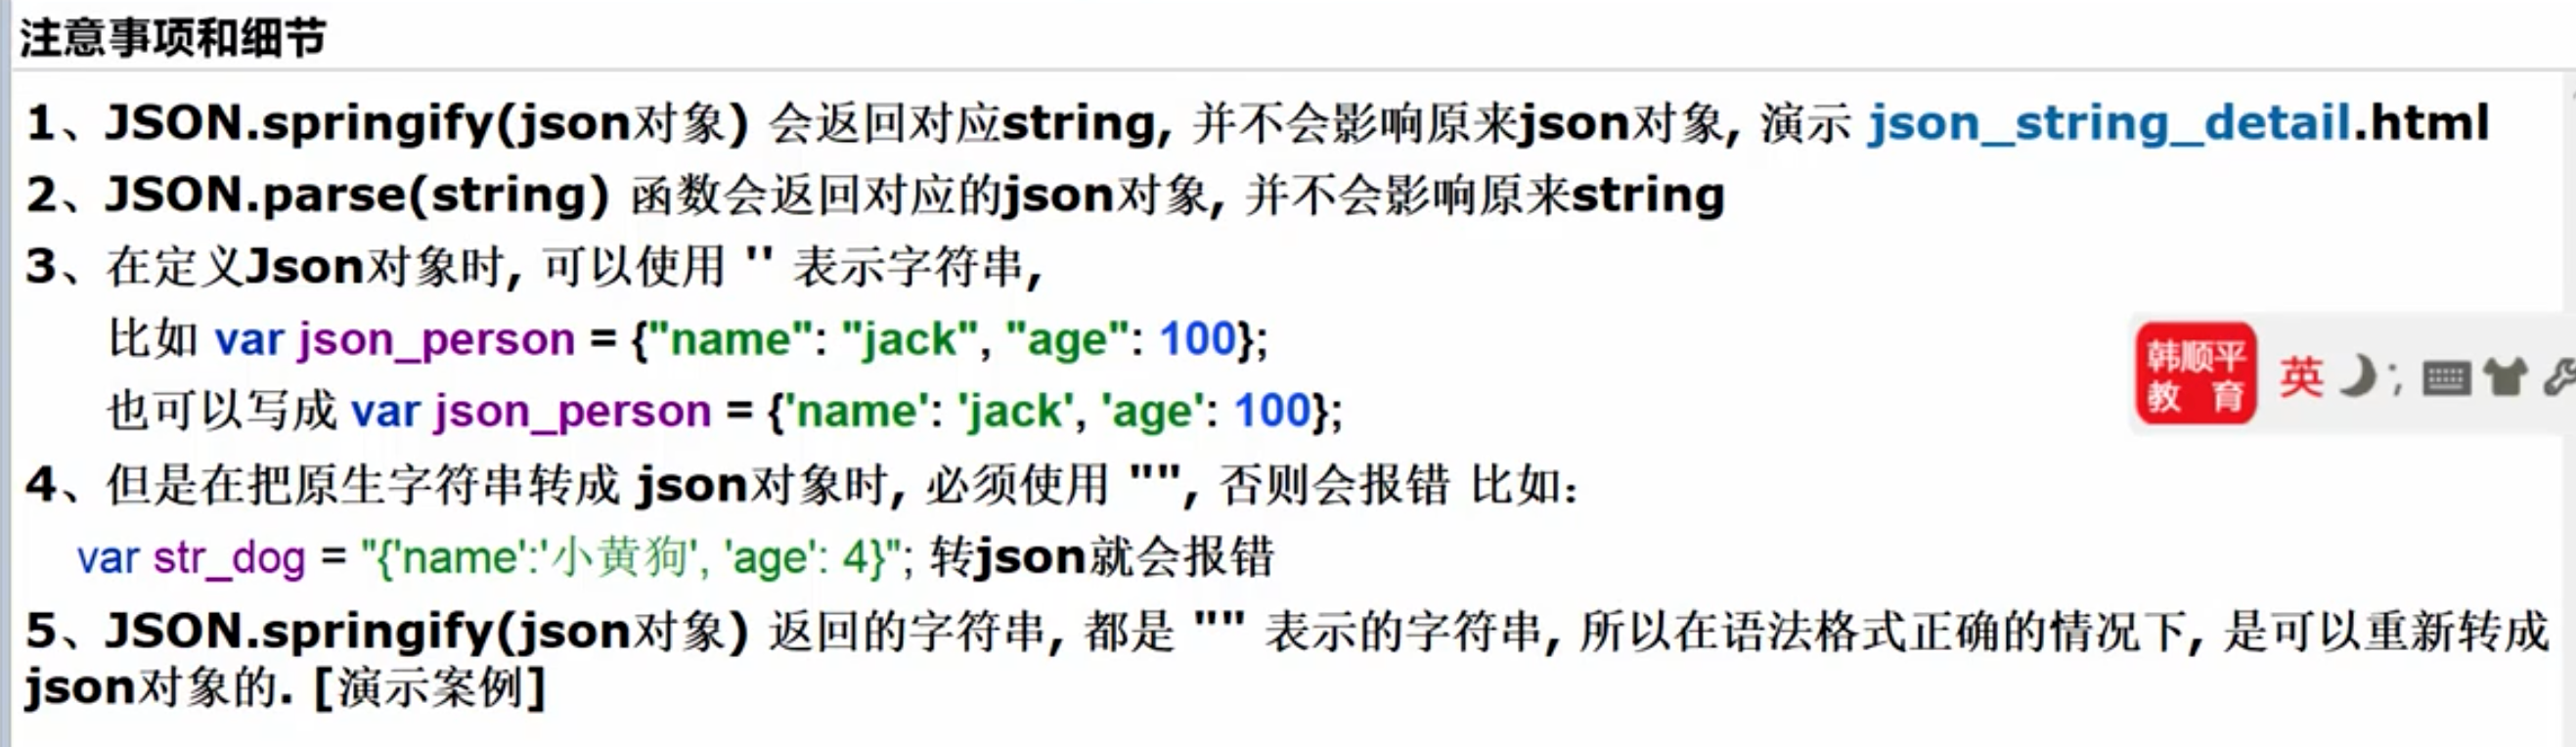 注意事项和细节
1、JSON.springify(json对象) 会返回对应string, 并不会影响原来json对象, 演示 json_string_detail.html
2、JSON.parse(string) 函数会返回对应的json对象, 并不会影响原来string
3、在定义Json对象时, 可以使用 '' 表示字符串,
比如 var json_person = {"name": "jack", "age": 100};
也可以写成 var json_person = {'name': 'jack', 'age': 100};
韩顺平
教 育
英
4、但是在把原生字符串转成 json对象时, 必须使用 "", 否则会报错 比如:
var str_dog = "{'name':'小黄狗', 'age': 4}"; 转json就会报错
5、JSON.springify(json对象) 返回的字符串, 都是 "" 表示的字符串, 所以在语法格式正确的情况下, 是可以重新转成
json对象的. [演示案例]